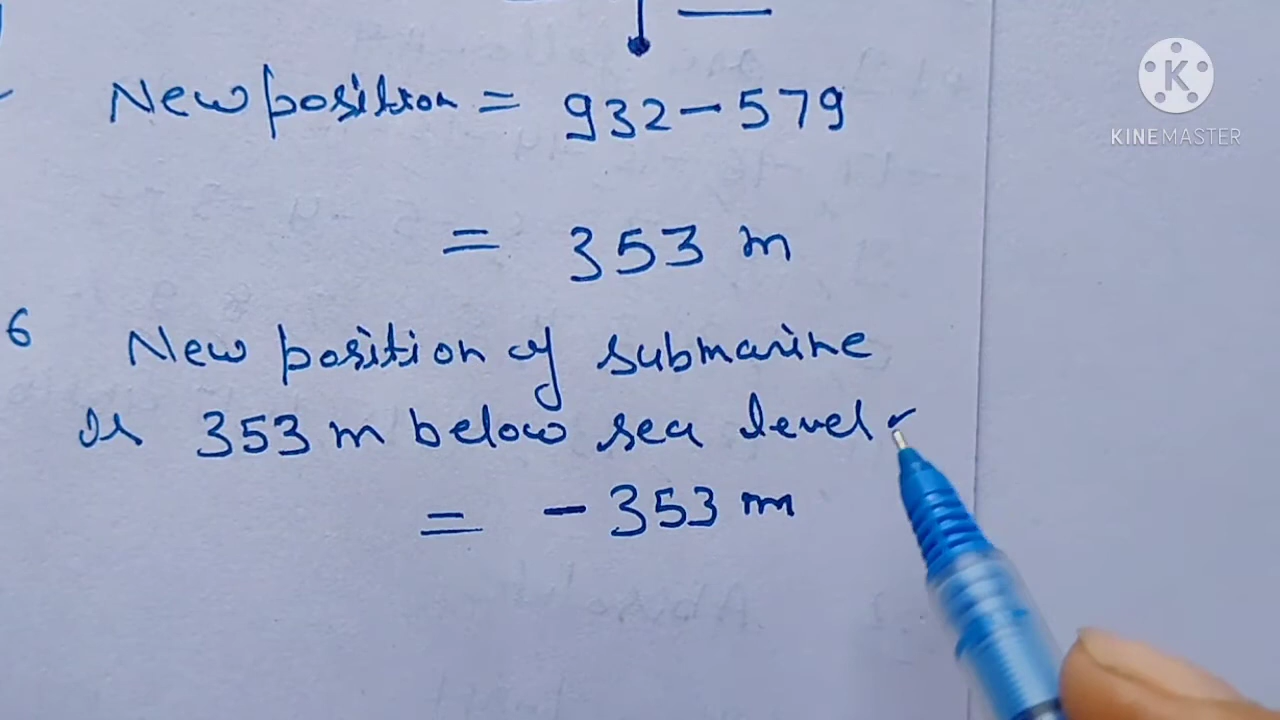 New position = 932 - 579
= 353 m
6
New position of submarine
is 353 m below sea level
= - 353 m
K
KINEMASTER